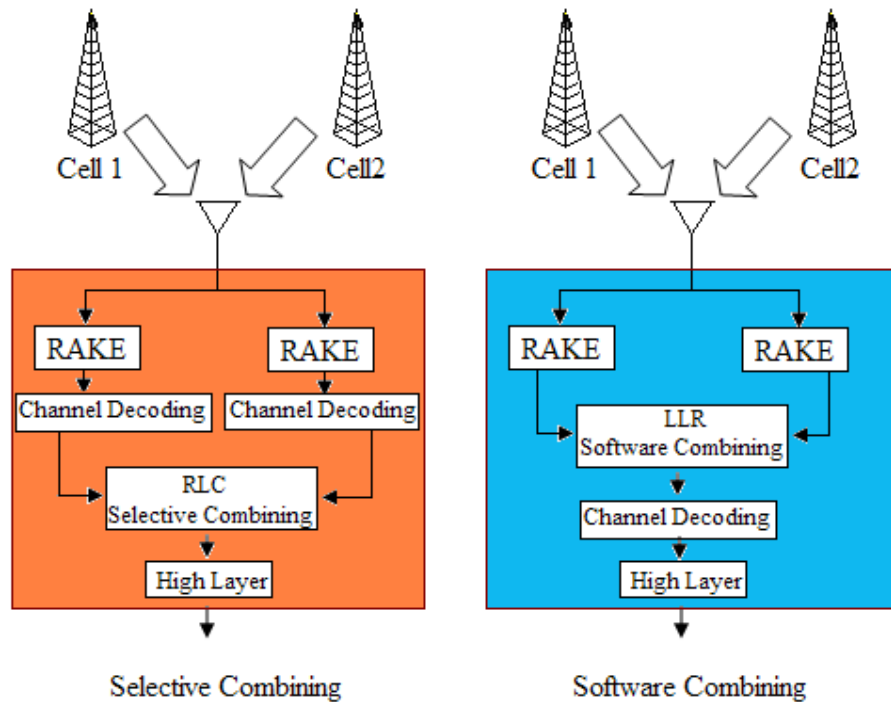 Cell 1
Cell2
RAKE
RAKE
Channel Decoding
Channel Decoding
RLC
Selective Combining
High Layer
Selective Combining
Cell 1
Cell2
RAKE
RAKE
LLR
Software Combining
Channel Decoding
High Layer
Software Combining